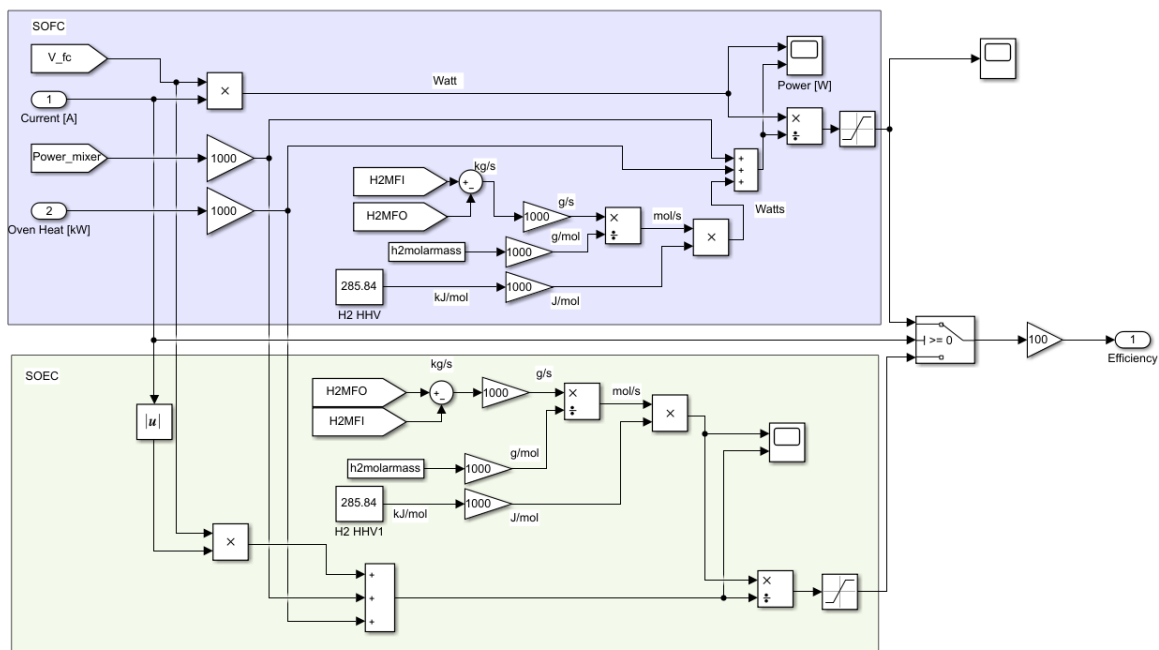 SOFC
V_fc
×
Watt
Power [W]
1
Current [A]
×
÷
Power_mixer
1000
+
+
+
H2MFI
+
-
kg/s
2
Oven Heat [kW]
1000
H2MFO
1000
g/s
×
÷
mol/s
×
Watts
h2molarmass
1000
g/mol
285.84
H2 HHV
kJ/mol
1000
J/mol
>= 0
100
1
Efficiency
SOEC
kg/s
H2MFO
+
-
1000
g/s
×
÷
mol/s
×
H2MFI
|u|
g/mol
h2molarmass
1000
285.84
H2 HHV1
kJ/mol
1000
J/mol
×
+
+
+
×
÷